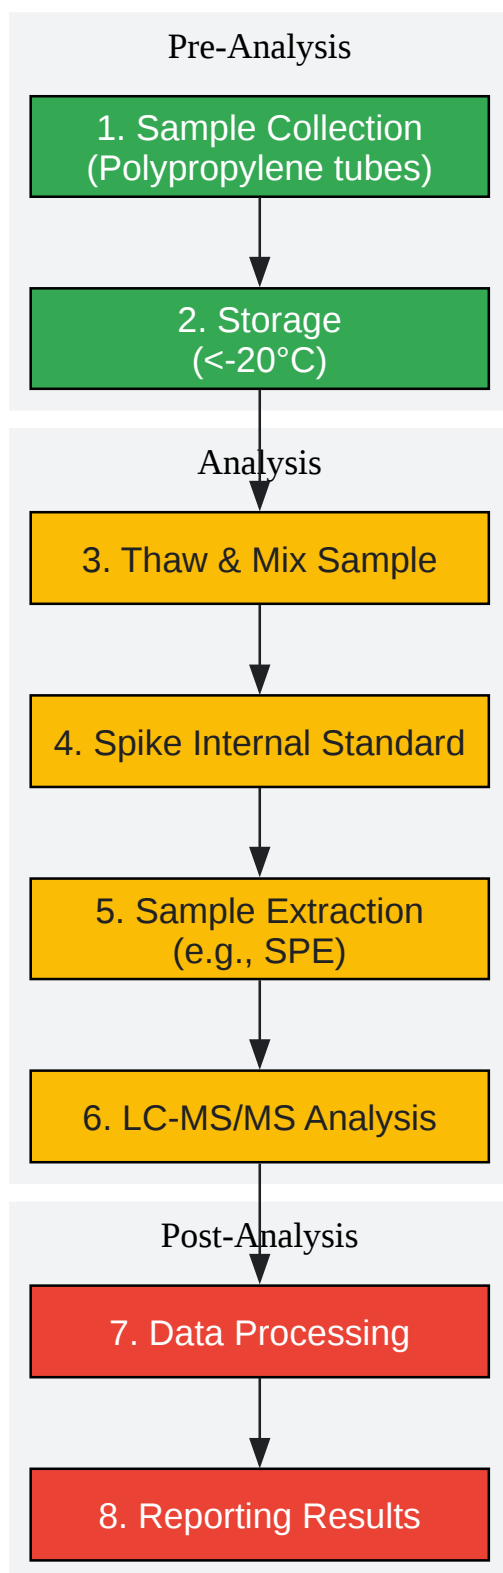 Pre-Analysis
1. Sample Collection
(Polypropylene tubes)
2. Storage
(<-20°C)
Analysis
3. Thaw & Mix Sample
4. Spike Internal Standard
5. Sample Extraction
(e.g., SPE)
6. LC-MS/MS Analysis
Post-Analysis
7. Data Processing
8. Reporting Results